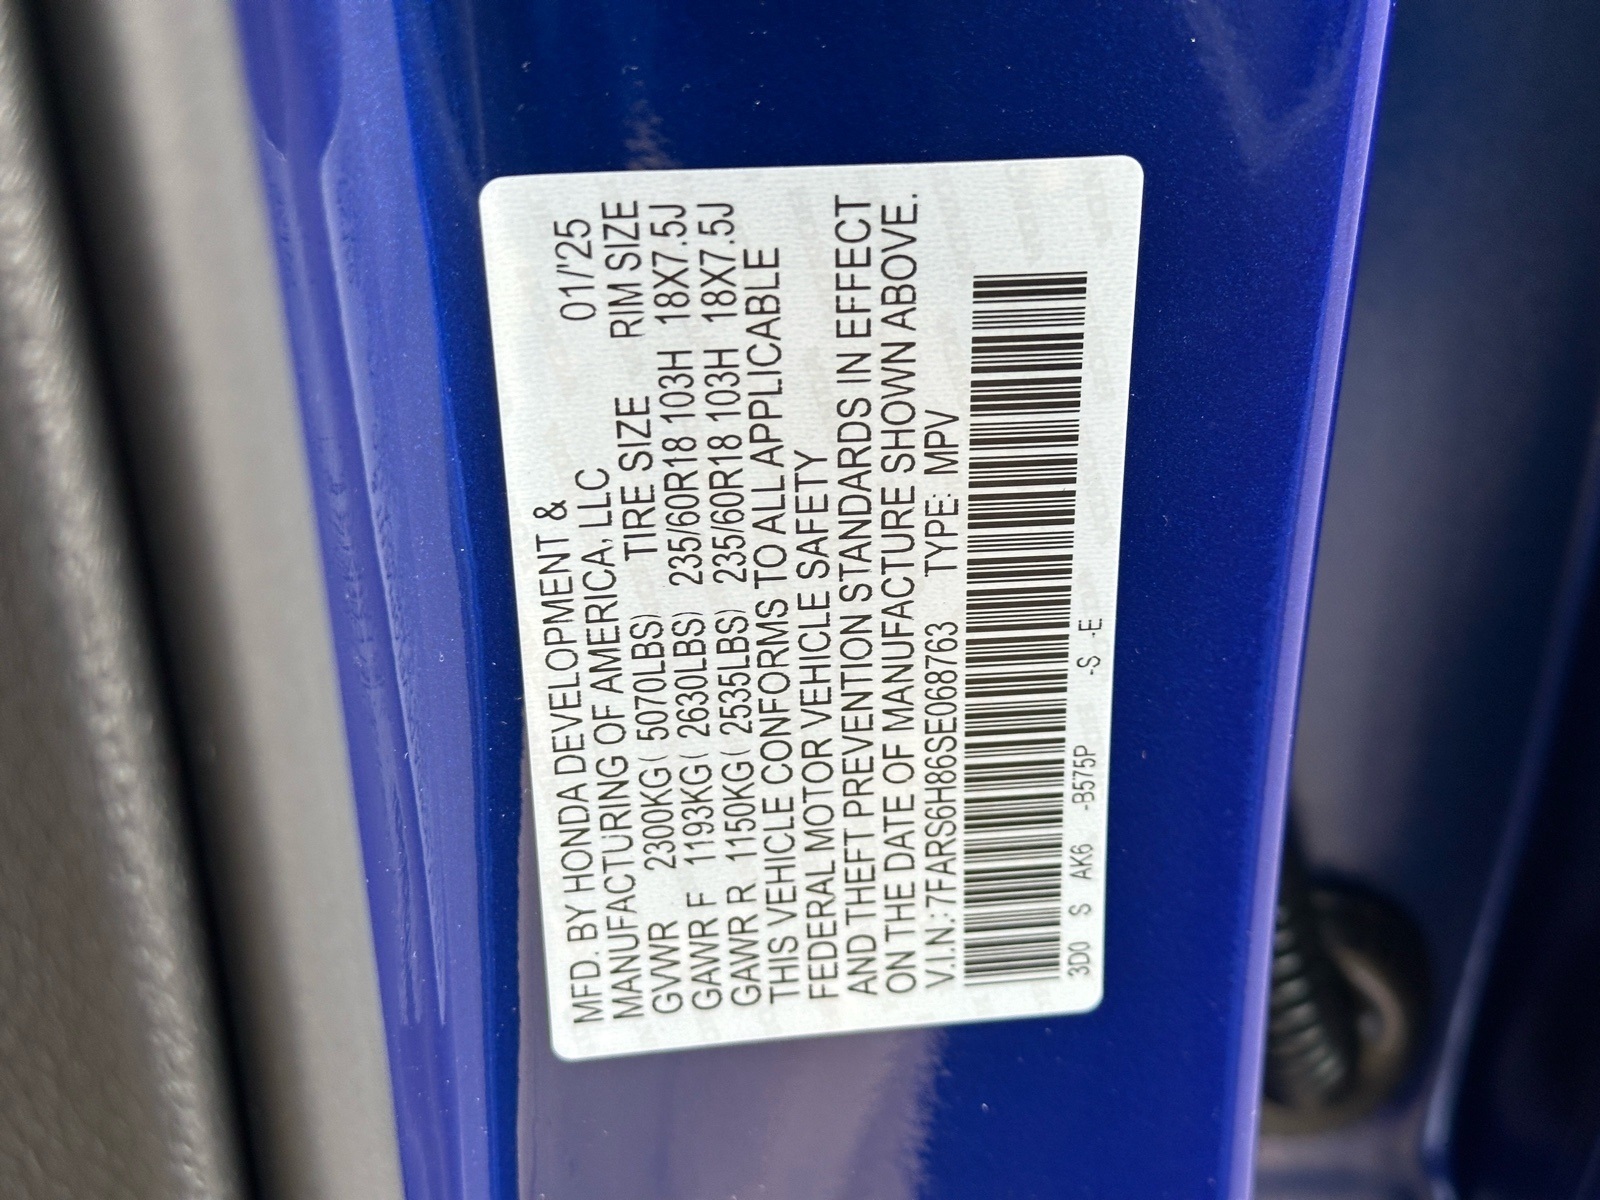 MFD. BY HONDA DEVELOPMENT & 01/'25
MANUFACTURING OF AMERICA, LLC
TIRE SIZE RIM SIZE
GVWR 2300KG( 5070LBS)
GAWR F 1193KG( 2630LBS) 235/60R18 103H 18X7.5J
GAWR R 1150KG( 2535LBS) 235/60R18 103H 18X7.5J
THIS VEHICLE CONFORMS TO ALL APPLICABLE
FEDERAL MOTOR VEHICLE SAFETY
AND THEFT PREVENTION STANDARDS IN EFFECT
ON THE DATE OF MANUFACTURE SHOWN ABOVE.
V.I.N.:7FARS6H86SE068763 TYPE: MPV
3D0 S AK6 -B575P -S -E